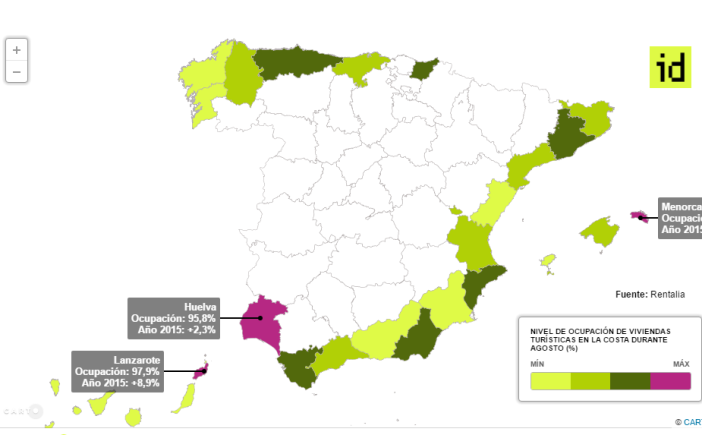 +
−
id
Menorca
Ocupació
Año 2015
Huelva
Ocupación: 95,8%
Año 2015: +2,3%
Fuente: Rentalia
Lanzarote
Ocupación: 97,9%
Año 2015: +8,9%
NIVEL DE OCUPACIÓN DE VIVIENDAS
TURÍSTICAS EN LA COSTA DURANTE
AGOSTO (%)
MÍN MÁX
CART
© CART